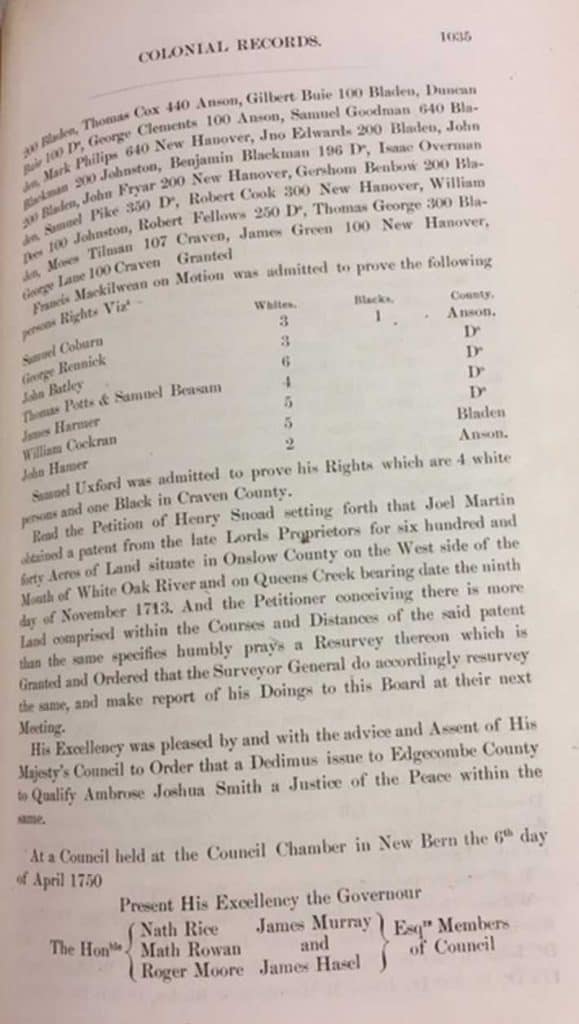 COLONIAL RECORDS. 1035
200 Bladen, Thomas Cox 440 Anson, Gilbert Buie 100 Bladen, Duncan
Buie 100 Dº, George Clements 100 Anson, Samuel Goodman 640 Bla-
den, Mark Philips 640 New Hanover, Jno Edwards 200 Bladen, John
Blackman 200 Johnston, Benjamin Blackman 196 Dº, Isaac Overman
200 Bladen, John Fryar 200 New Hanover, Gershom Benbow 200 Bla-
den, Samuel Pike 350 Dº, Robert Cook 300 New Hanover, William
Dees 100 Johnston, Robert Fellows 250 Dº, Thomas George 300 Bla-
den, Moses Tilman 107 Craven, James Green 100 New Hanover,
George Lane 100 Craven Granted
Francis Mackilwean on Motion was admitted to prove the following
persons Rights Vizᵗ
Whites. Blacks. County.
Samuel Coburn 3 1 Anson.
George Rennick 3 Dº
John Batley 6 Dº
Thomas Potts & Samuel Beasam 4 Dº
James Harmer 5 Dº
William Cockran 5 Bladen
John Hamer 2 Anson.
Samuel Uxford was admitted to prove his Rights which are 4 white
persons and one Black in Craven County.
Read the Petition of Henry Snoad setting forth that Joel Martin
obtained a patent from the late Lords Proprietors for six hundred and
forty Acres of Land situate in Onslow County on the West side of the
Mouth of White Oak River and on Queens Creek bearing date the ninth
day of November 1713. And the Petitioner conceiving there is more
Land comprised within the Courses and Distances of the said patent
than the same specifies humbly prays a Resurvey thereon which is
Granted and Ordered that the Surveyor General do accordingly resurvey
the same, and make report of his Doings to this Board at their next
Meeting.
His Excellency was pleased by and with the advice and Assent of His
Majesty's Council to Order that a Dedimus issue to Edgecombe County
to Qualify Ambrose Joshua Smith a Justice of the Peace within the
same.
At a Council held at the Council Chamber in New Bern the 6ᵗʰ day
of April 1750
Present His Excellency the Governour
The Honᵇˡᵉ { Nath Rice James Murray } Esqʳˢ Members
Math Rowan and of Council
Roger Moore James Hasel